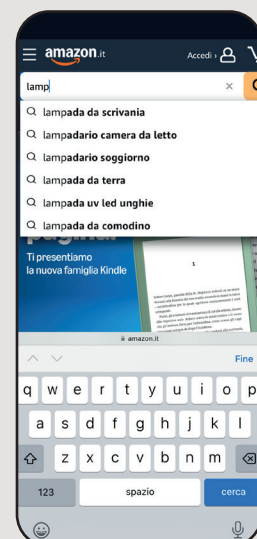 amazon.it
Accedi ›
lamp
lampada da scrivania
lampadario camera da letto
lampadario soggiorno
lampada da terra
lampada uv led unghie
lampada da comodino
Ti presentiamo
la nuova famiglia Kindle
1
amazon.it
Fine
q w e r t y u i o p
a s d f g h j k l
z x c v b n m
123 spazio cerca